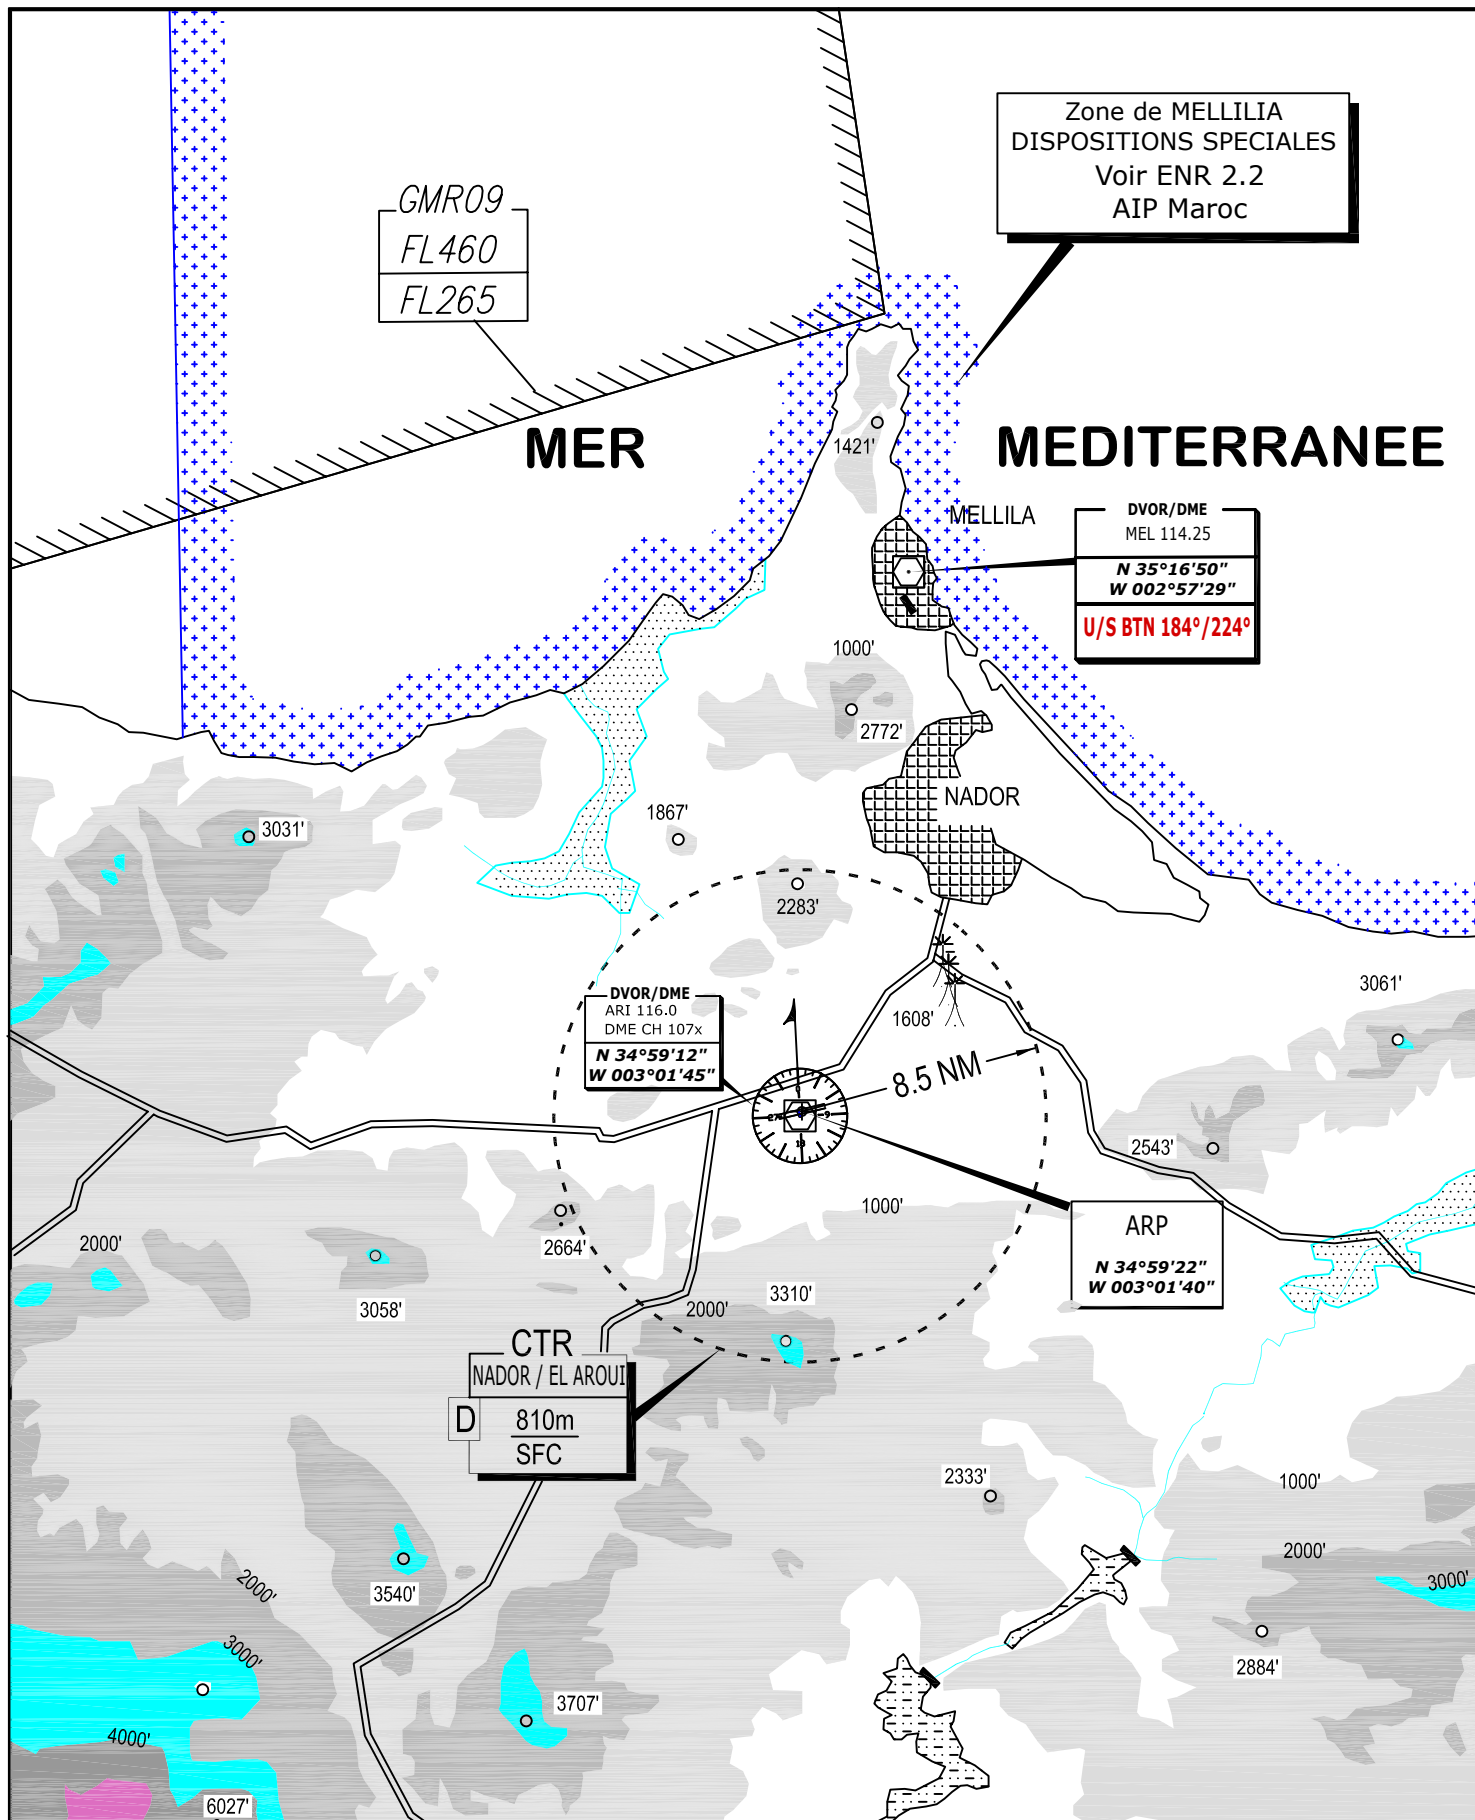 Zone de MELLILIA
DISPOSITIONS SPECIALES
Voir ENR 2.2
AIP Maroc
GMR09
FL460
FL265
MER
MEDITERRANEE
1421'
MELLILA
DVOR/DME
MEL 114.25
N 35°16'50"
W 002°57'29"
U/S BTN 184°/224°
1000'
2772'
NADOR
3031'
1867'
2283'
3061'
DVOR/DME
ARI 116.0
DME CH 107x
N 34°59'12"
W 003°01'45"
1608'
8.5 NM
0
27
9
18
2543'
1000'
ARP
N 34°59'22"
W 003°01'40"
2664'
2000'
3058'
3310'
2000'
CTR
NADOR / EL AROUI
D
810m
SFC
2333'
1000'
2000'
3000'
3540'
2000'
3000'
2884'
3707'
4000'
6027'